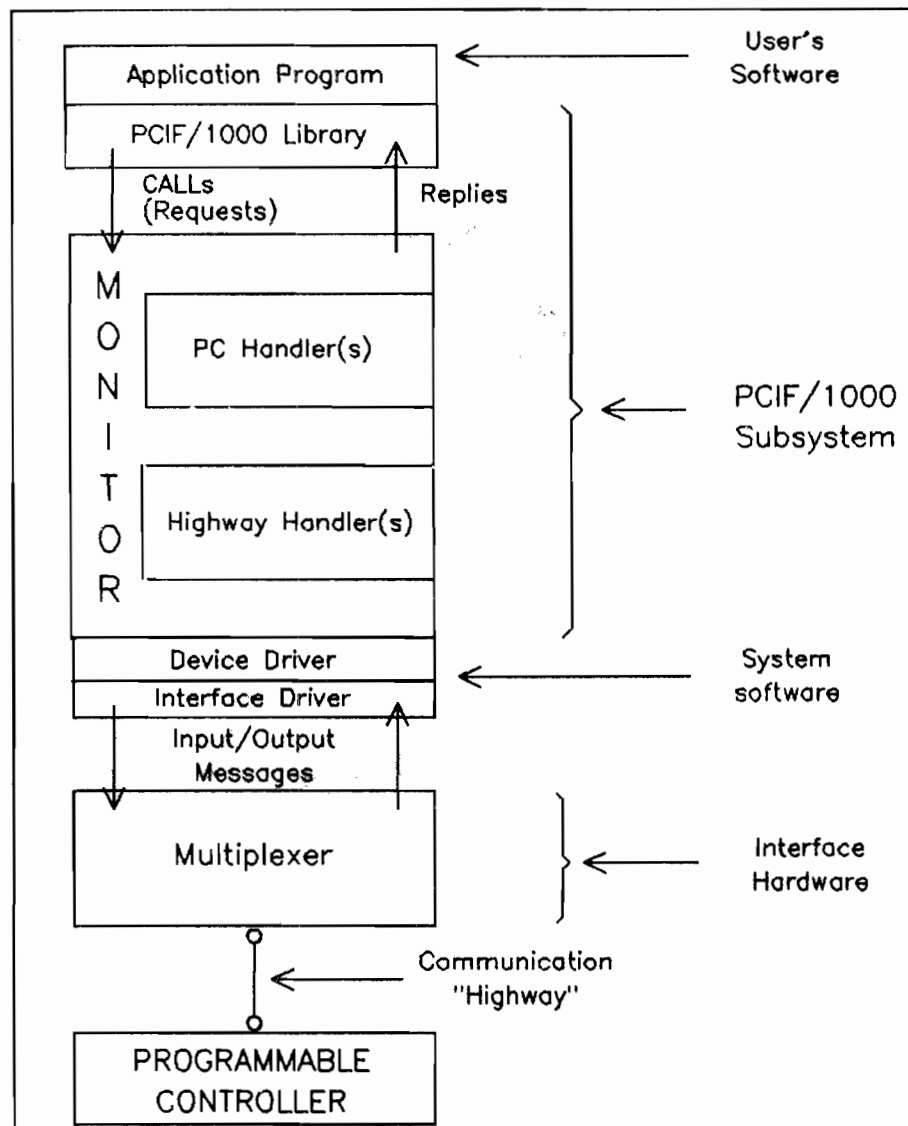 User's
Software
Application Program
PCIF/1000 Library
CALLs
(Requests)
Replies
MONITOR
PC Handler(s)
Highway Handler(s)
PCIF/1000
Subsystem
Device Driver
Interface Driver
System
software
Input/Output
Messages
Multiplexer
Interface
Hardware
Communication
"Highway"
PROGRAMMABLE
CONTROLLER